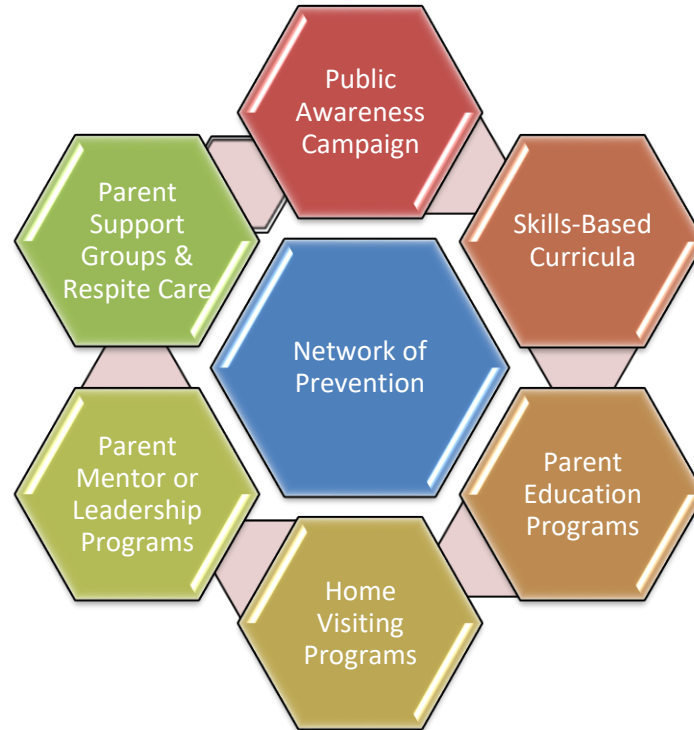 Public
Awareness
Campaign
Skills-Based
Curricula
Parent
Education
Programs
Home
Visiting
Programs
Parent
Mentor or
Leadership
Programs
Parent
Support
Groups &
Respite Care
Network of
Prevention